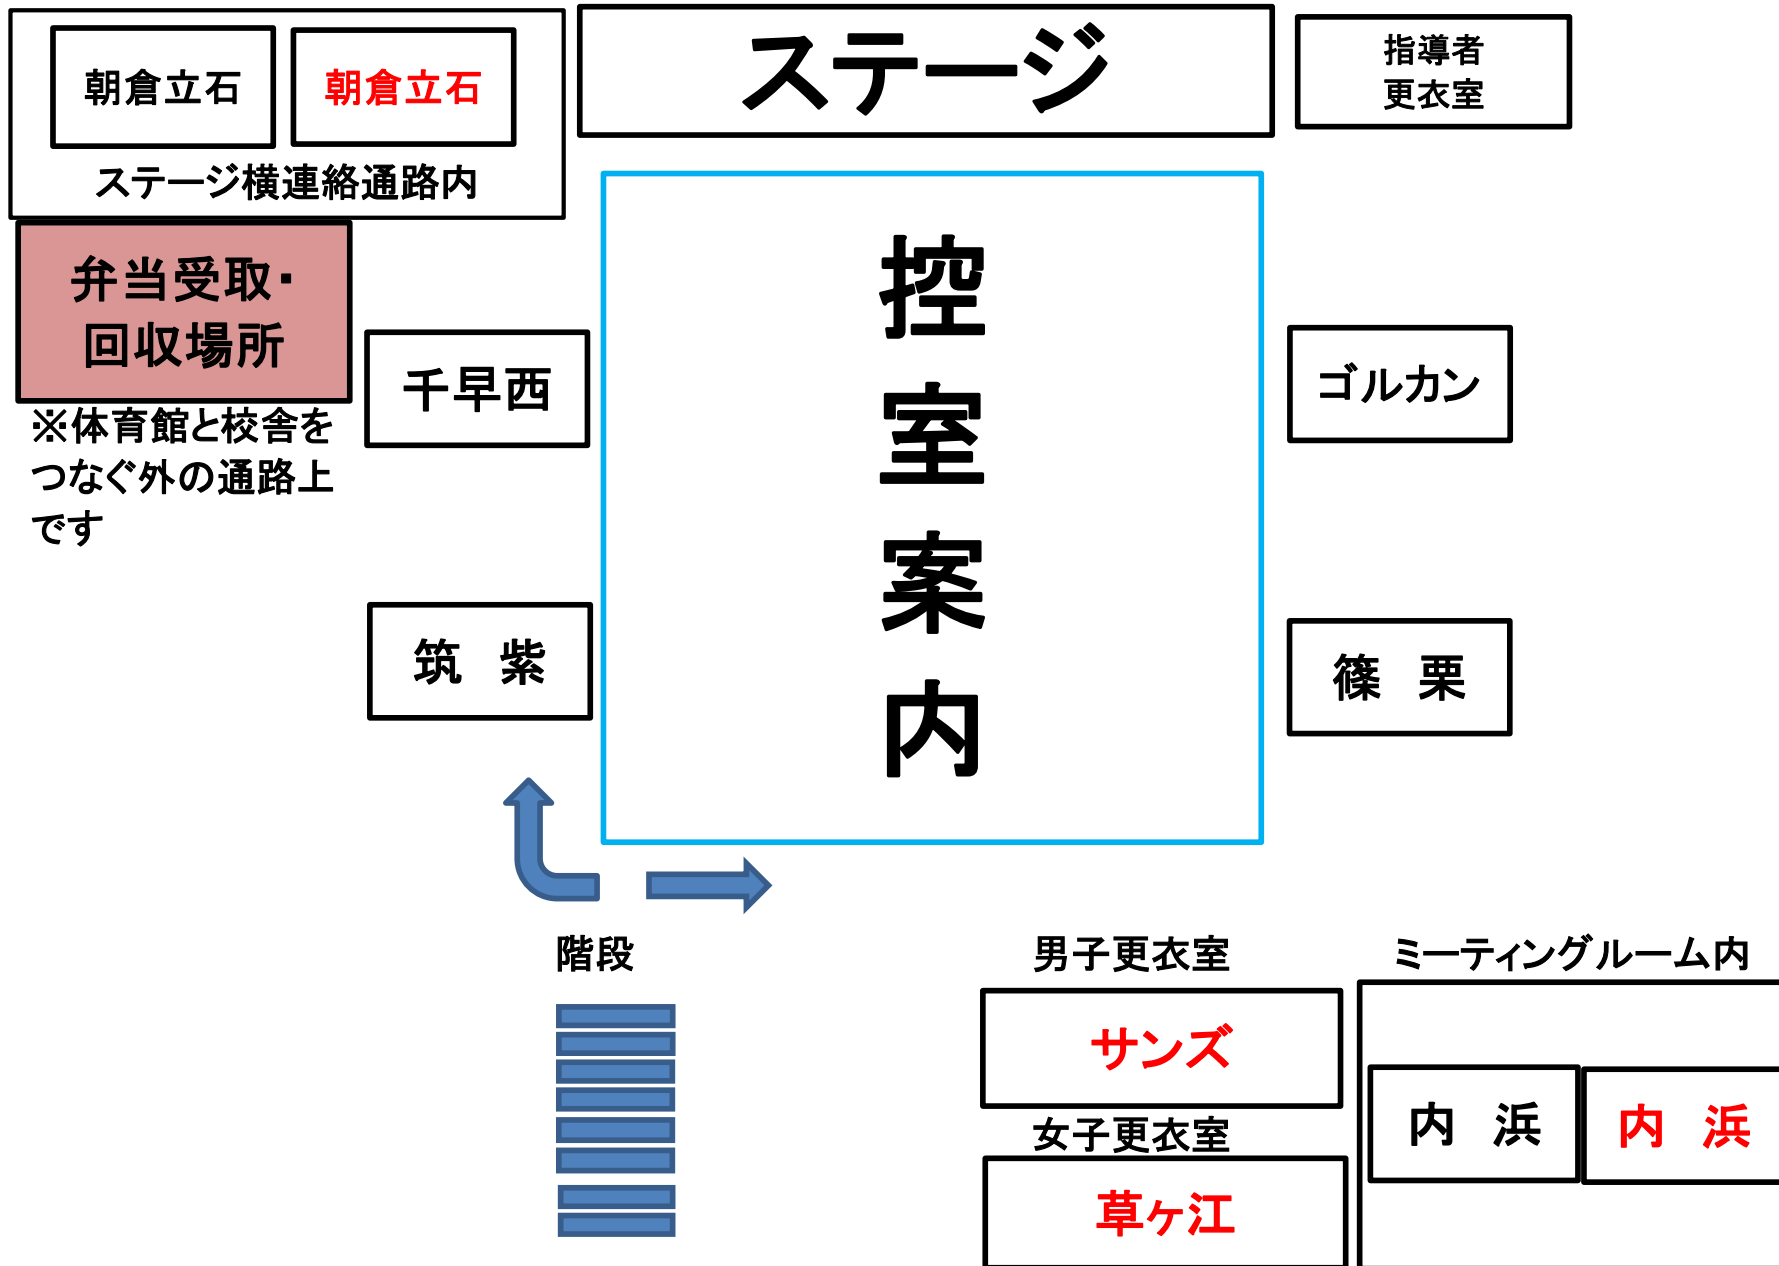 朝倉立石
朝倉立石
ステージ横連絡通路内
ステージ
指導者
更衣室
弁当受取・
回収場所
※体育館と校舎を
つなぐ外の通路上
です
千早西
筑　紫
控
室
案
内
ゴルカン
篠　栗
階段
男子更衣室
サンズ
女子更衣室
草ヶ江
ミーティングルーム内
内　浜
内　浜